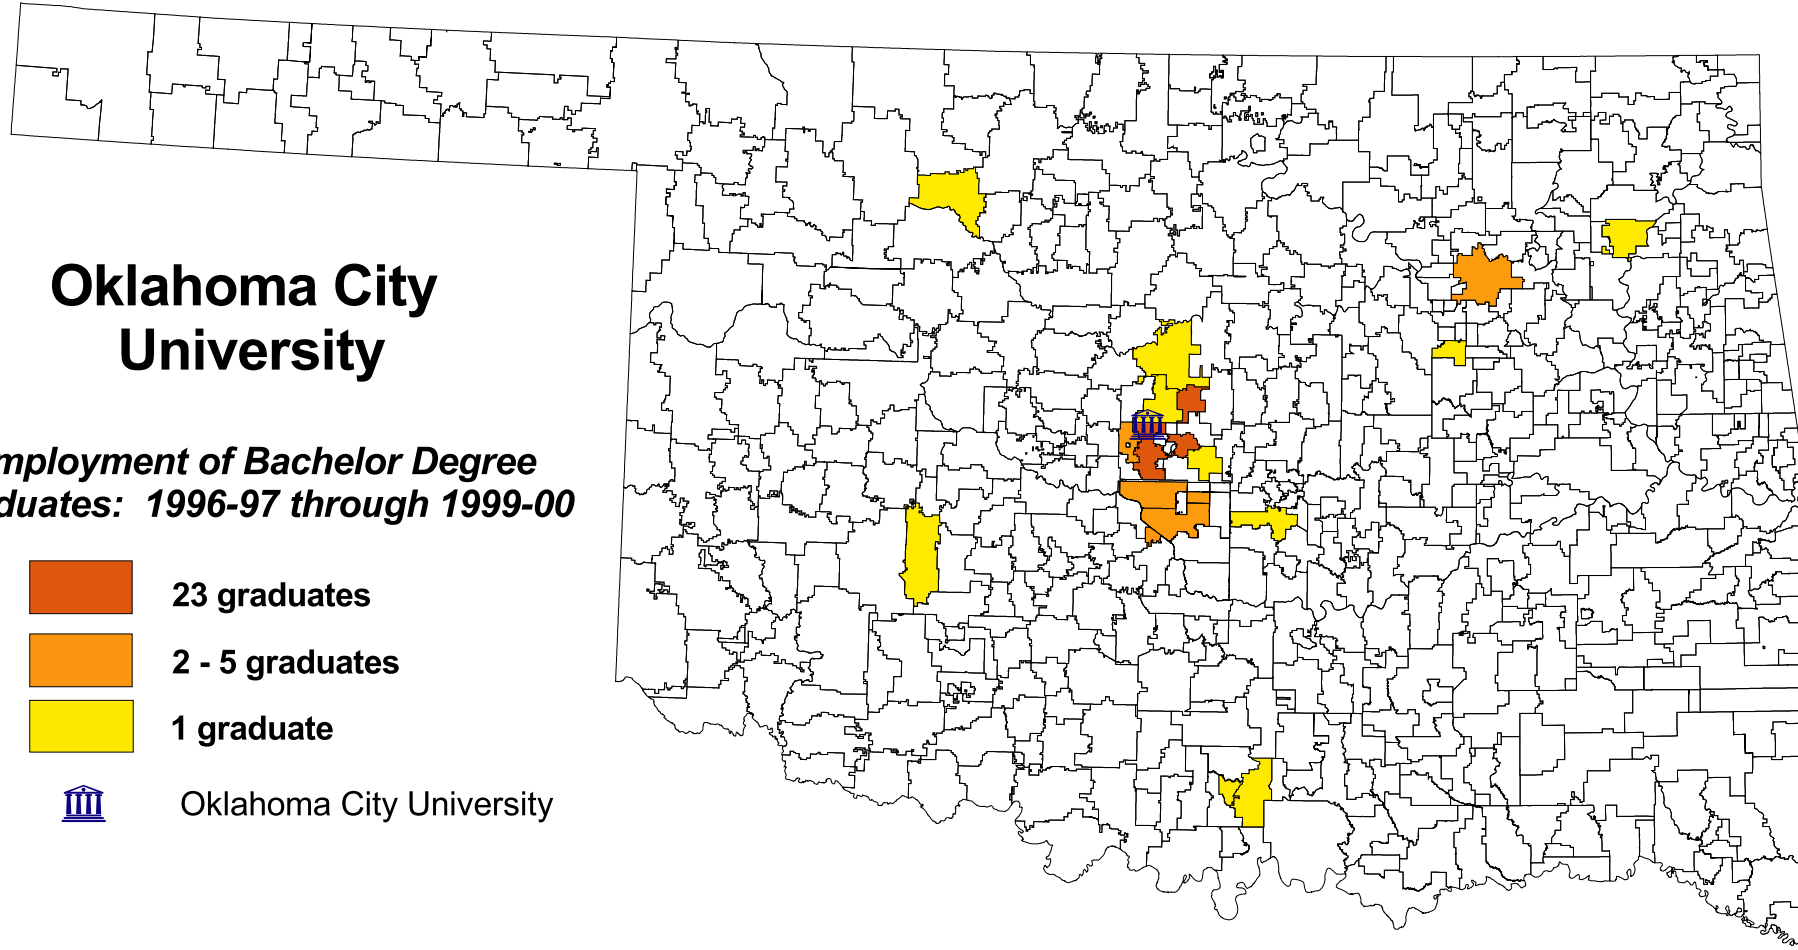 Oklahoma City
University
mployment of Bachelor Degree
duates: 1996-97 through 1999-00
23 graduates
2 - 5 graduates
1 graduate
Oklahoma City University